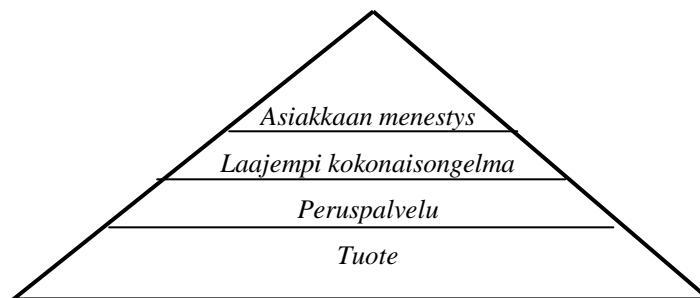 Asiakkaan menestys
Laajempi kokonaisongelma
Peruspalvelu
Tuote